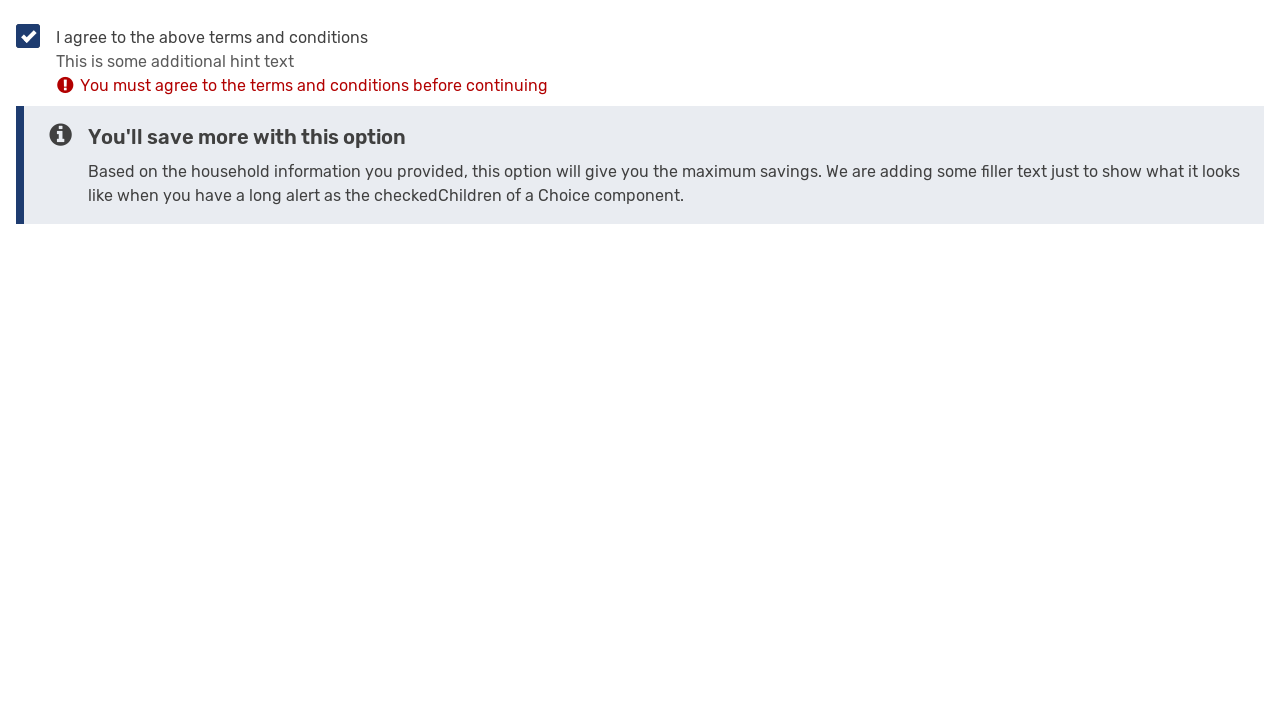 I agree to the above terms and conditions
This is some additional hint text
You must agree to the terms and conditions before continuing
You'll save more with this option
Based on the household information you provided, this option will give you the maximum savings. We are adding some filler text just to show what it looks
like when you have a long alert as the checkedChildren of a Choice component.